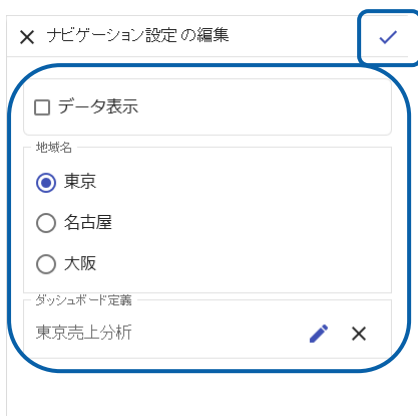 ナビゲーション設定の編集
データ表示
地域名
東京
名古屋
大阪
ダッシュボード定義
東京売上分析